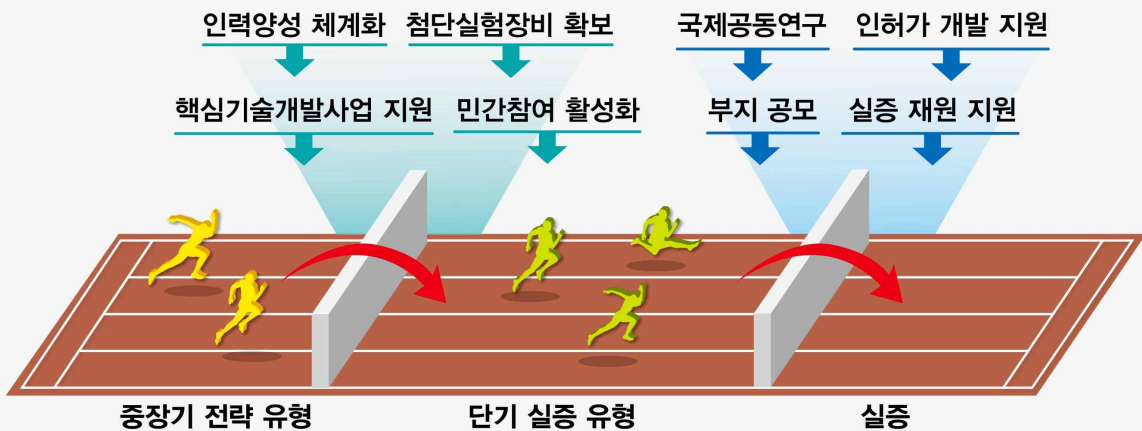 인력양성 체계화 첨단실험장비 확보 국제공동연구 인허가 개발 지원
핵심기술개발사업 지원 민간참여 활성화 부지 공모 실증 재원 지원
중장기 전략 유형 단기 실증 유형 실증